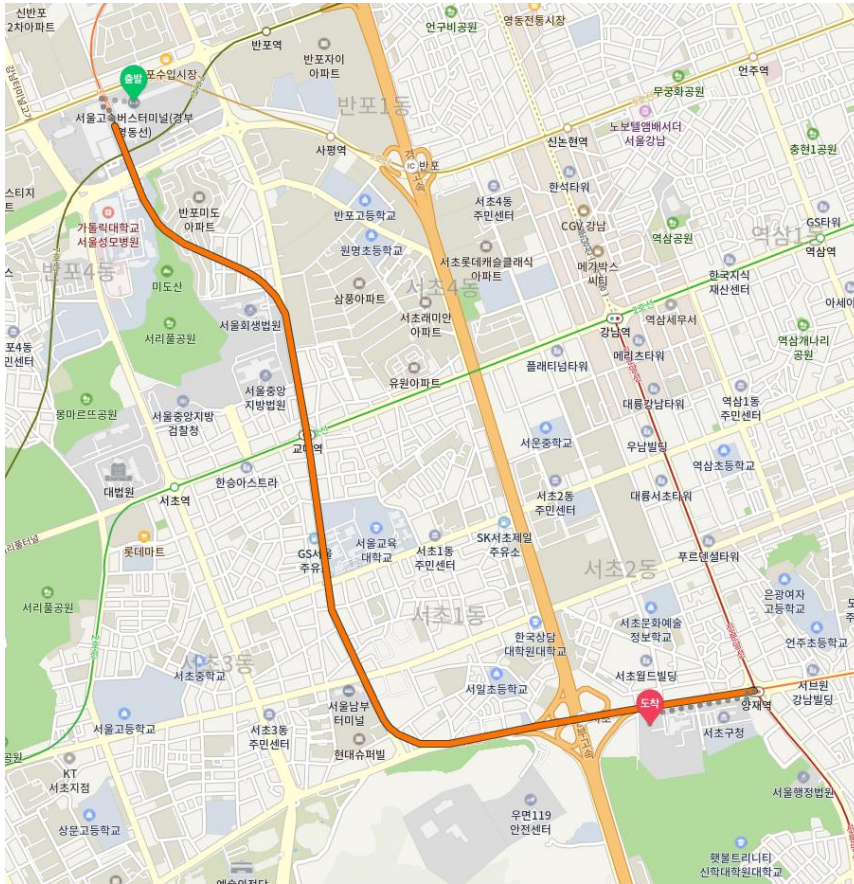 신반포
2차아파트
언구비공원
영동전통시장
반포역
반포자이
아파트
언주역
포수입시장
출발
무궁화공원
반포1동
서울고속버스터미널(경부
영동선)
노보텔앰배서더
서울강남
사평역
IC 반포
신논현역
충현1공원
스티지
한석타워
반포미도
아파트
반포고등학교
서초4동
주민센터
CGV 강남
GS타워
가톨릭대학교
서울성모병원
원명초등학교
역삼공원
역삼1동
역삼역
서초롯데캐슬클래식
아파트
메가박스
씨티
반포4동
미도산
삼풍아파트
서초4동
한국지식
재산센터
서초래미안
아파트
2호선
역삼세무서
서울회생법원
강남역
서리풀공원
포4동
민센터
메리츠타워
역삼개나리
공원
플래티넘타워
서울중앙
지방법원
유원아파트
대륭강남타워
역삼1동
주민센터
몽마르뜨공원
서울중앙지방
검찰청
교대역
서운중학교
우남빌딩
역삼초등학교
대법원
한승아스트라
서초역
서초2동
주민센터
대륭서초타워
롯데마트
GS서울
주유소
서울교육
대학교
서초1동
주민센터
SK서초제일
주유소
푸르덴셜타워
서초2동
서리풀공원
은광여자
고등학교
서초1동
서초문화예술
정보학교
한국상담
대학원대학교
언주초등학교
서초3동
서초중학교
서초월드빌딩
서일초등학교
서브원
강남빌딩
서울남부
터미널
도착
양재역
서울고등학교
서초3동
주민센터
서초구청
현대슈퍼빌
KT
서초지점
서울행정법원
우면119
안전센터
상문고등학교
횃불트리니티
신학대학원대학교
예술의전당